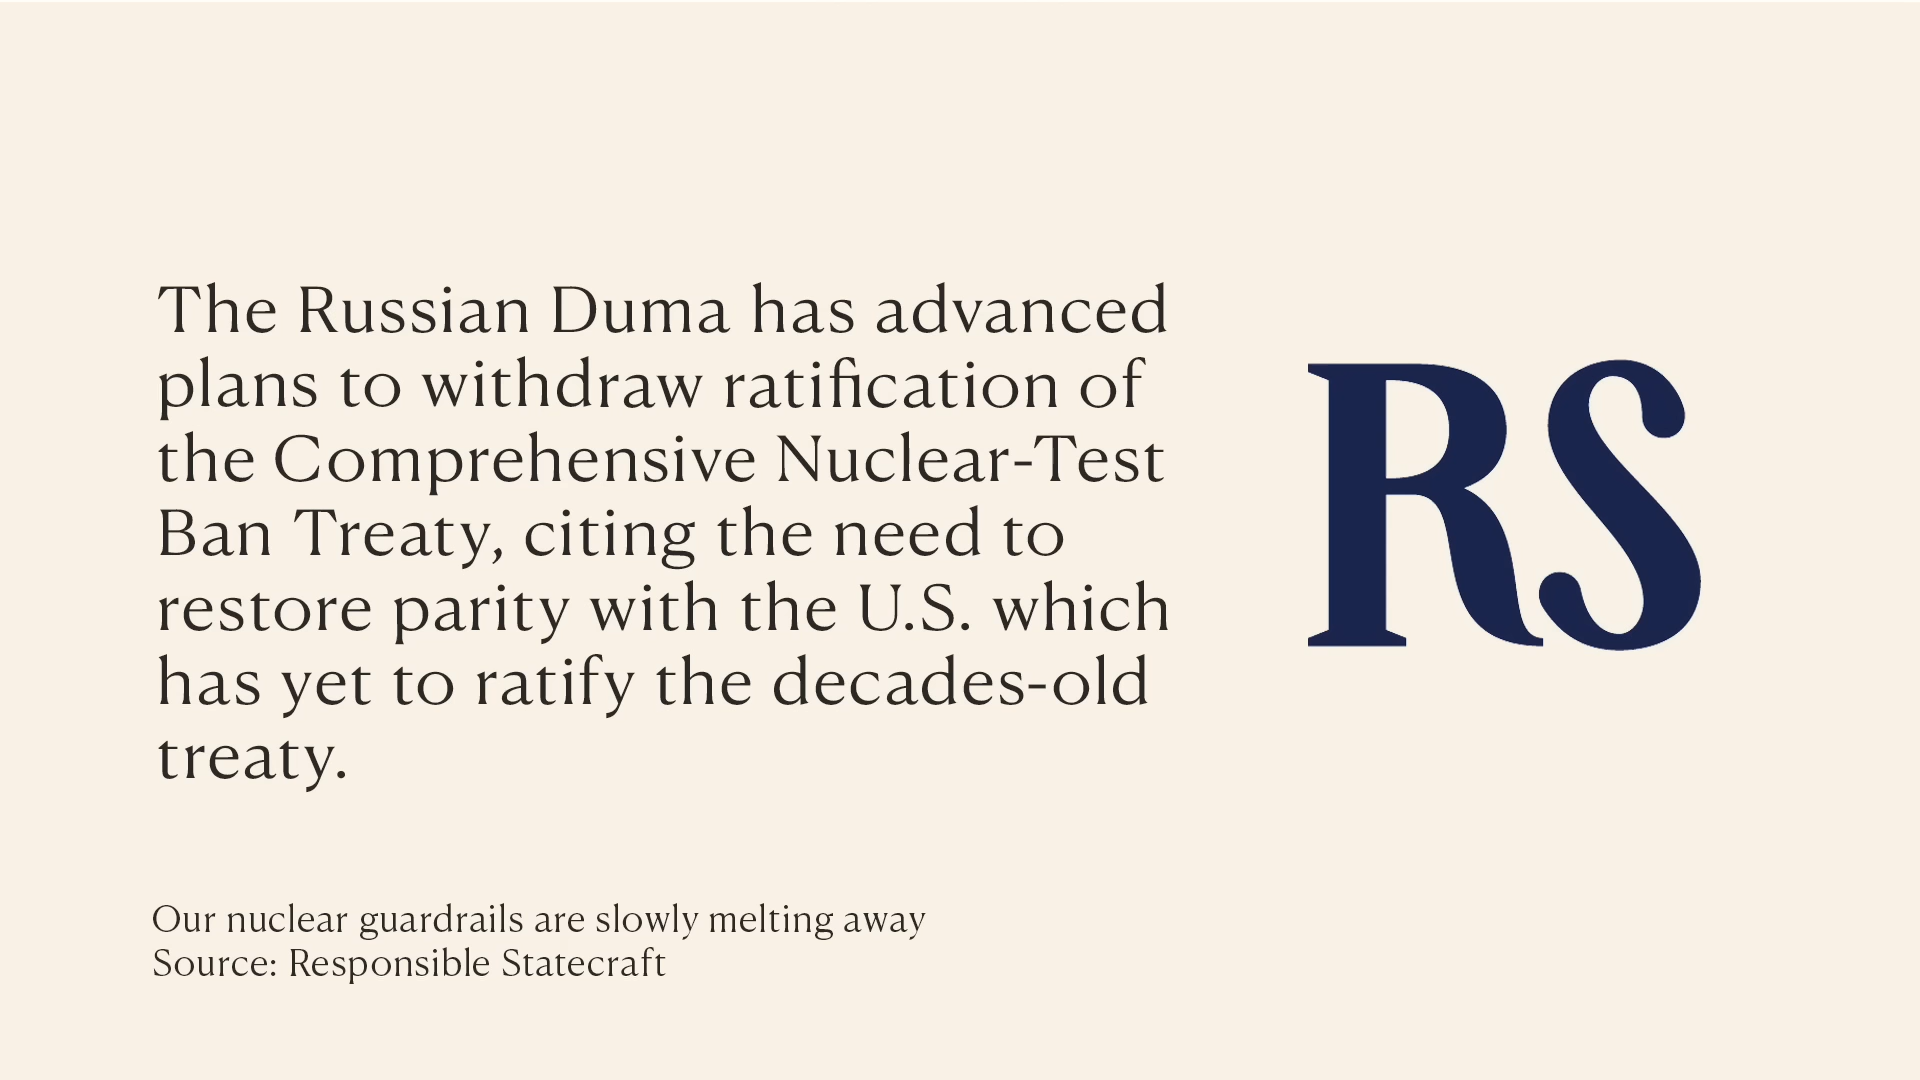 The Russian Duma has advanced
plans to withdraw ratification of
the Comprehensive Nuclear-Test
Ban Treaty, citing the need to
restore parity with the U.S. which
has yet to ratify the decades-old
treaty.
RS
Our nuclear guardrails are slowly melting away
Source: Responsible Statecraft